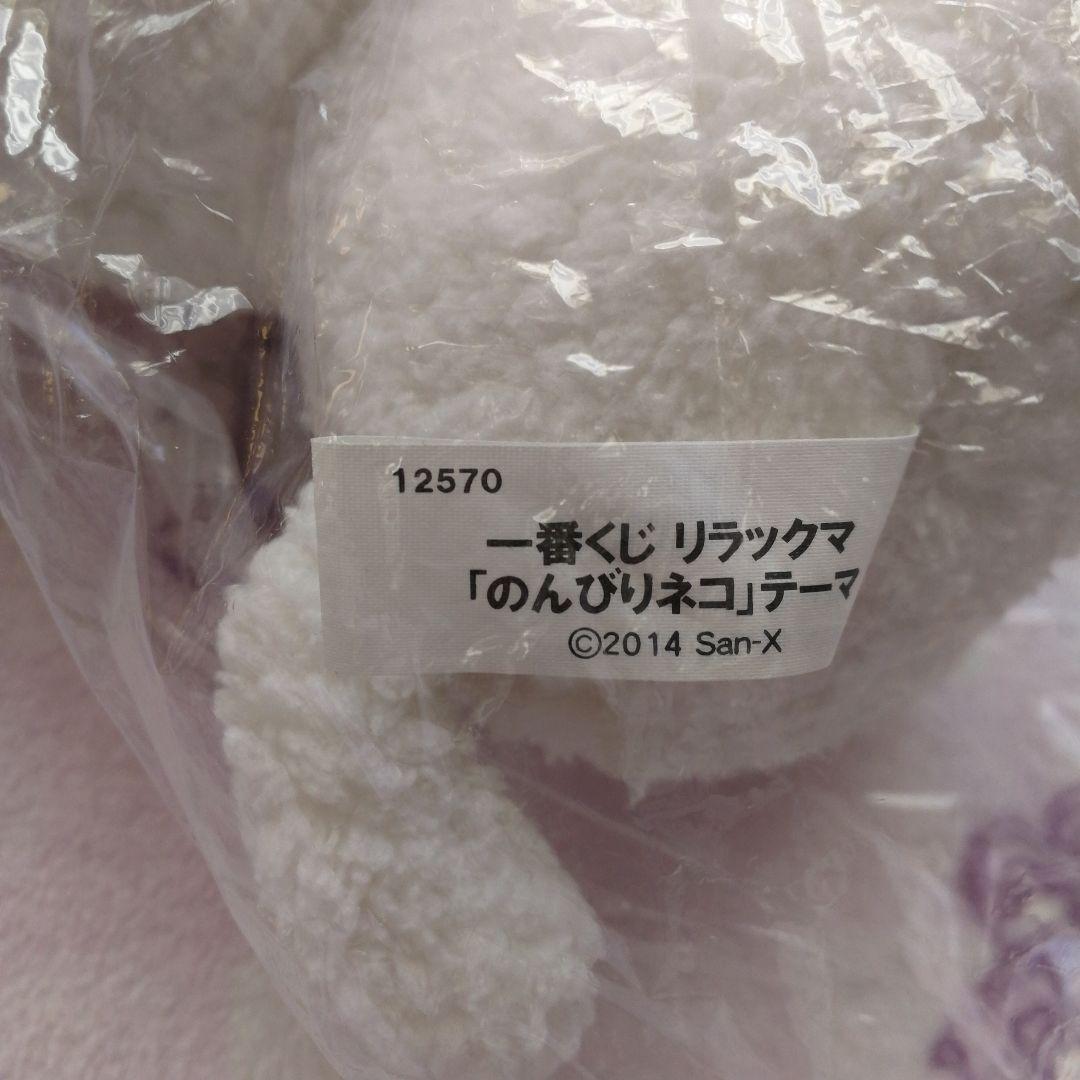 12570
一番くじ リラックマ
「のんびりネコ」テーマ
©2014 San-X